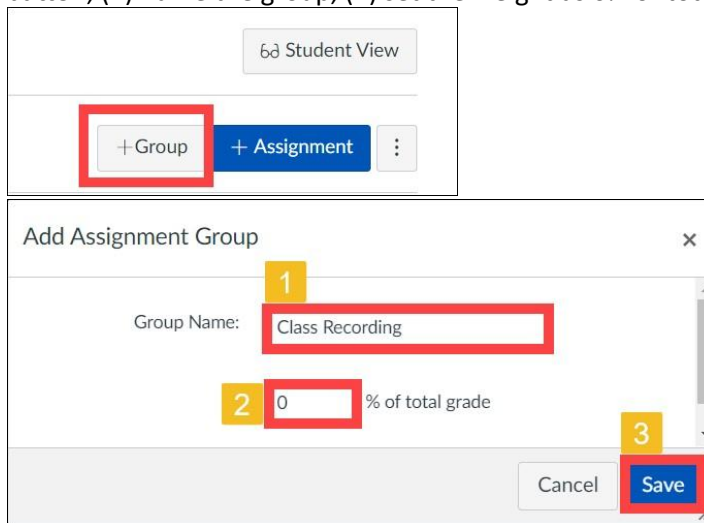 Student View
+Group + Assignment
Add Assignment Group
1
Group Name: Class Recording
2 0 % of total grade
3
Cancel Save